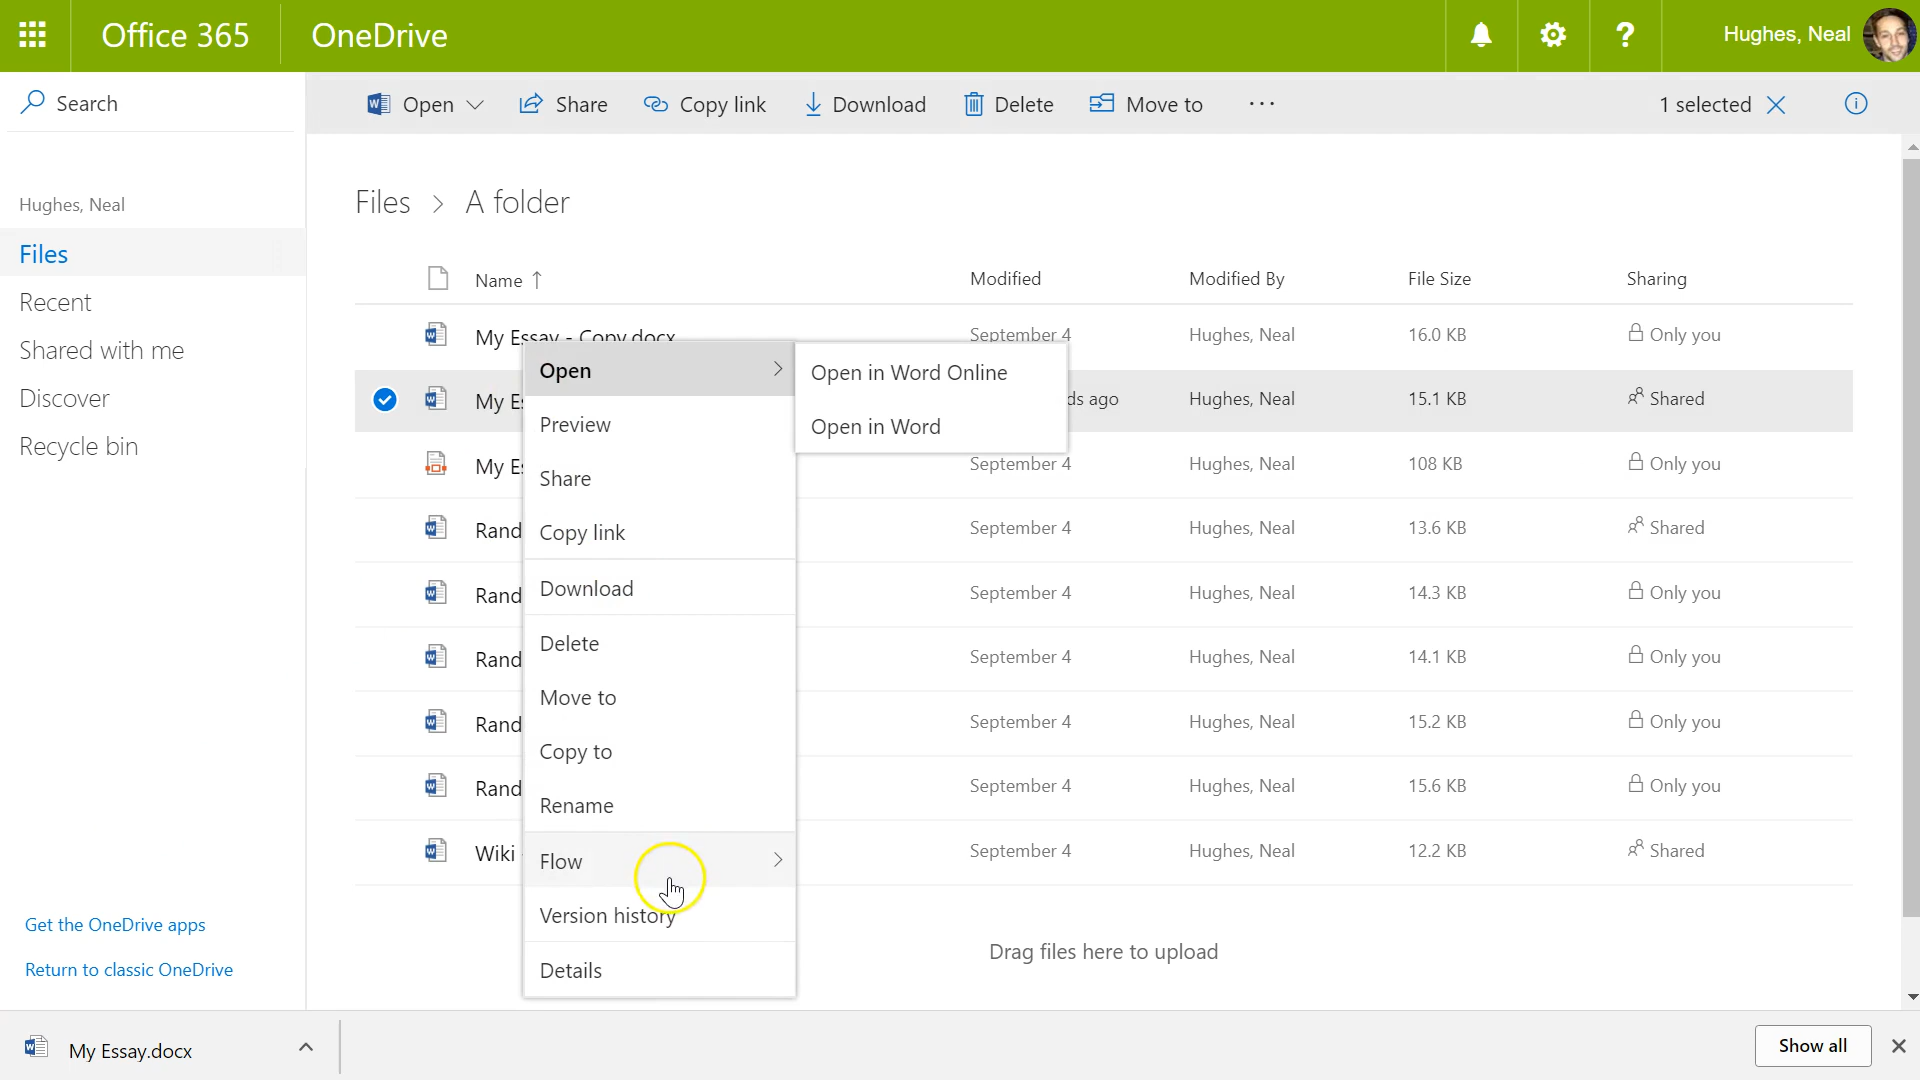 Office 365
OneDrive
Hughes, Neal
Search
Open
Share
Copy link
Download
Delete
Move to
1 selected
Hughes, Neal
Files
Recent
Shared with me
Discover
Recycle bin
Get the OneDrive apps
Return to classic OneDrive
Files > A folder
Name Modified Modified By File Size Sharing
My Essay - Copy.docx September 4 Hughes, Neal 16.0 KB Only you
My Es ds ago Hughes, Neal 15.1 KB Shared
My Es September 4 Hughes, Neal 108 KB Only you
Rand September 4 Hughes, Neal 13.6 KB Shared
Rand September 4 Hughes, Neal 14.3 KB Only you
Rand September 4 Hughes, Neal 14.1 KB Only you
Rand September 4 Hughes, Neal 15.2 KB Only you
Rand September 4 Hughes, Neal 15.6 KB Only you
Wiki September 4 Hughes, Neal 12.2 KB Shared
Open
Preview
Share
Copy link
Download
Delete
Move to
Copy to
Rename
Flow
Version history
Details
Open in Word Online
Open in Word
Drag files here to upload
My Essay.docx
Show all